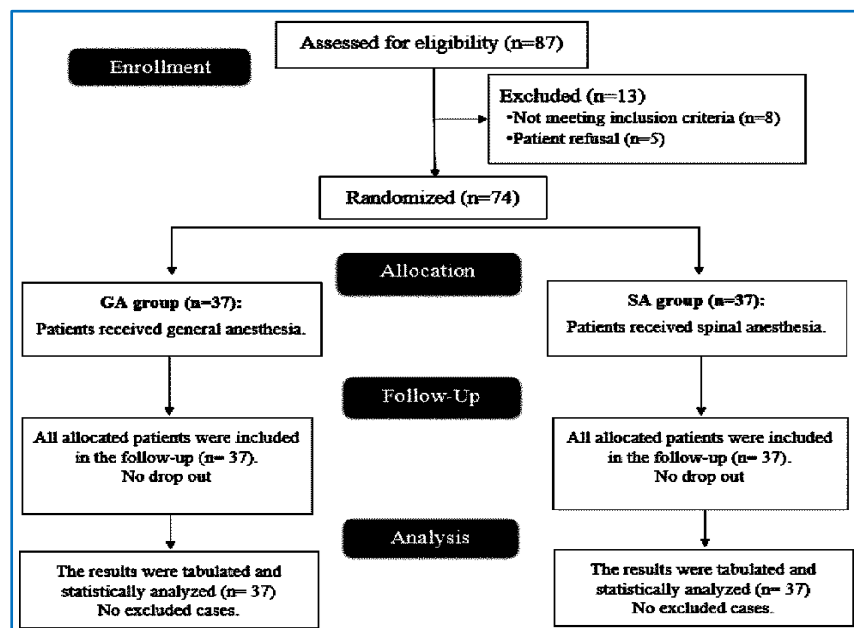 Assessed for eligibility (n=87)
Enrollment
Excluded (n=13)
•Not meeting inclusion criteria (n=8)
•Patient refusal (n=5)
Randomized (n=74)
Allocation
GA group (n=37):
Patients received general anesthesia.
SA group (n=37):
Patients received spinal anesthesia.
Follow-Up
All allocated patients were included
in the follow-up (n= 37).
No drop out
All allocated patients were included
in the follow-up (n= 37).
No drop out
Analysis
The results were tabulated and
statistically analyzed (n= 37)
No excluded cases.
The results were tabulated and
statistically analyzed (n= 37)
No excluded cases.